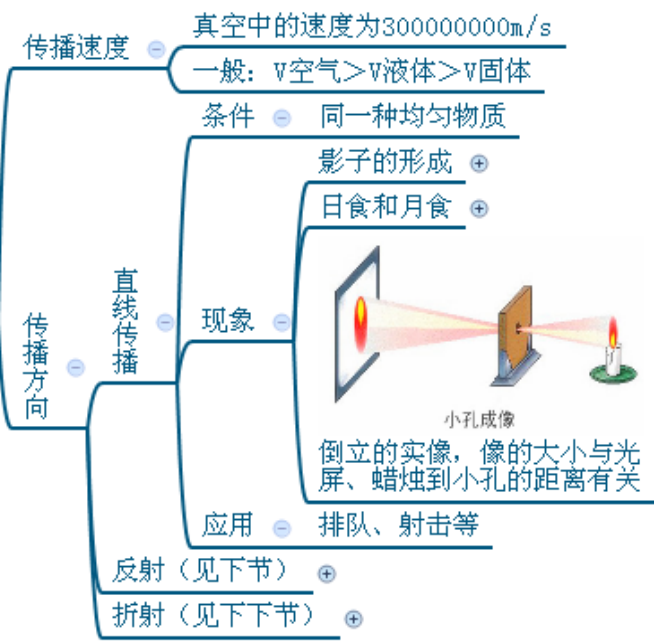 传播速度
真空中的速度为300000000m/s
一般：V空气＞V液体＞V固体
传播方向
直线传播
条件
同一种均匀物质
现象
影子的形成
日食和月食
小孔成像
倒立的实像，像的大小与光
屏、蜡烛到小孔的距离有关
应用
排队、射击等
反射（见下节）
折射（见下下节）